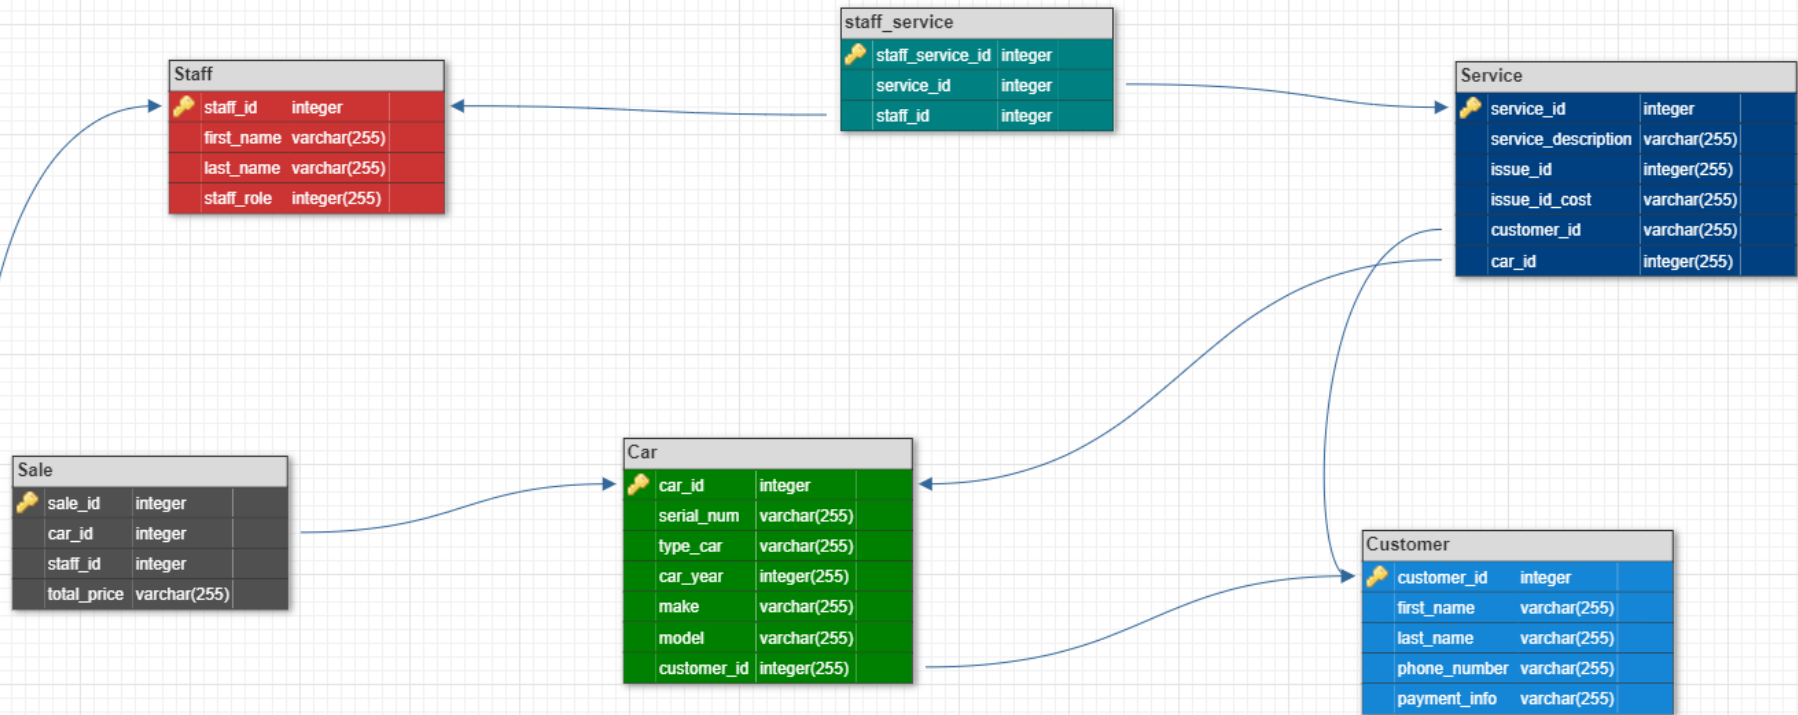 staff_service
staff_service_id integer
service_id integer
staff_id integer
Staff
staff_id integer
first_name varchar(255)
last_name varchar(255)
staff_role integer(255)
Service
service_id integer
service_description varchar(255)
issue_id integer(255)
issue_id_cost varchar(255)
customer_id varchar(255)
car_id integer(255)
Sale
sale_id integer
car_id integer
staff_id integer
total_price varchar(255)
Car
car_id integer
serial_num varchar(255)
type_car varchar(255)
car_year integer(255)
make varchar(255)
model varchar(255)
customer_id integer(255)
Customer
customer_id integer
first_name varchar(255)
last_name varchar(255)
phone_number varchar(255)
payment_info varchar(255)